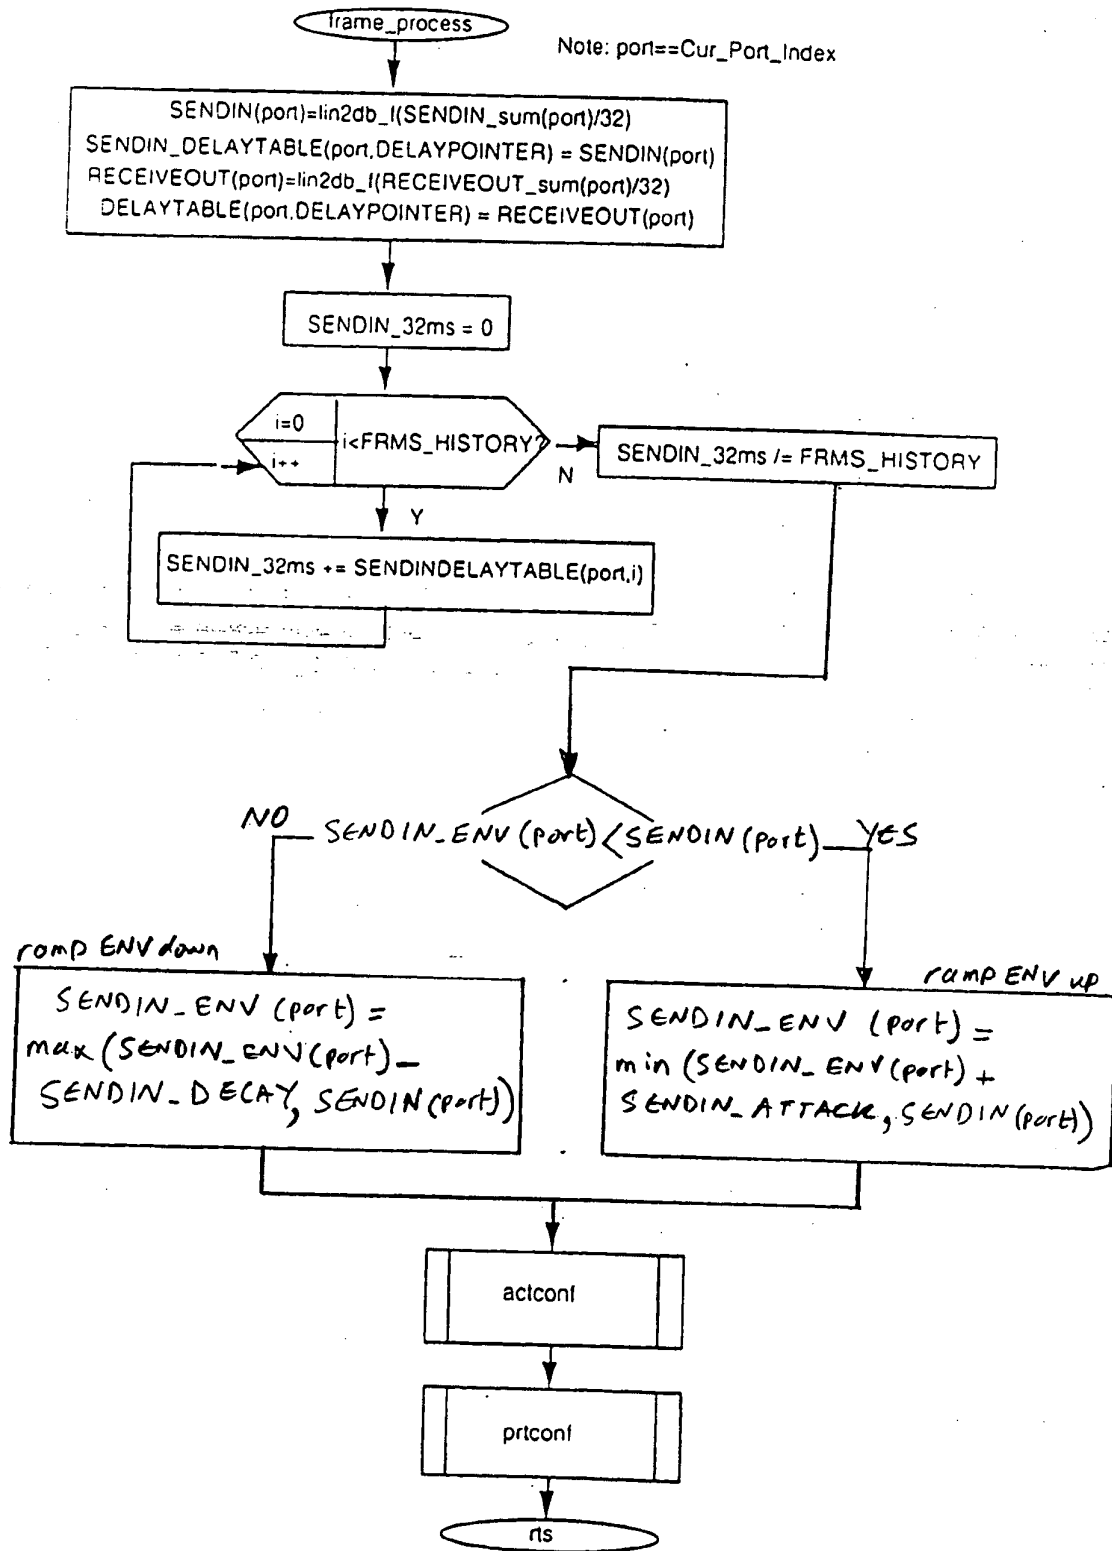 frame_process
Note: port==Cur_Port_Index
SENDIN(port)=lin2db_l(SENDIN_sum(port)/32)
SENDIN_DELAYTABLE(port,DELAYPOINTER) = SENDIN(port)
RECEIVEOUT(port)=lin2db_l(RECEIVEOUT_sum(port)/32)
DELAYTABLE(port,DELAYPOINTER) = RECEIVEOUT(port)
SENDIN_32ms = 0
i=0
i++
i<FRMS_HISTORY?
N
SENDIN_32ms /= FRMS_HISTORY
Y
SENDIN_32ms += SENDINDELAYTABLE(port,i)
NO
SENDIN_ENV(port)<SENDIN(port)
YES
ramp ENV down
SENDIN_ENV (port) =
max (SENDIN_ENV(port) –
SENDIN_DECAY, SENDIN(port))
ramp ENV up
SENDIN_ENV (port) =
min (SENDIN_ENV(port) +
SENDIN_ATTACK, SENDIN(port))
actconf
prtconf
rts